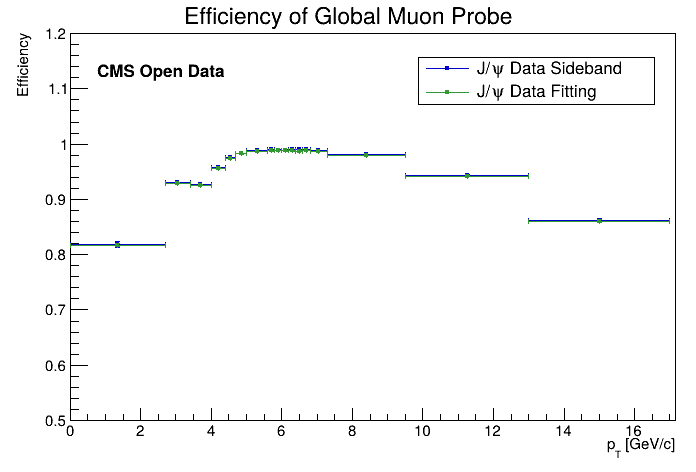 Efficiency of Global Muon Probe
Efficiency
1.2
1.1
1
0.9
0.8
0.7
0.6
0.5
CMS Open Data
J/ψ Data Sideband
J/ψ Data Fitting
0 2 4 6 8 10 12 14 16
p_T [GeV/c]